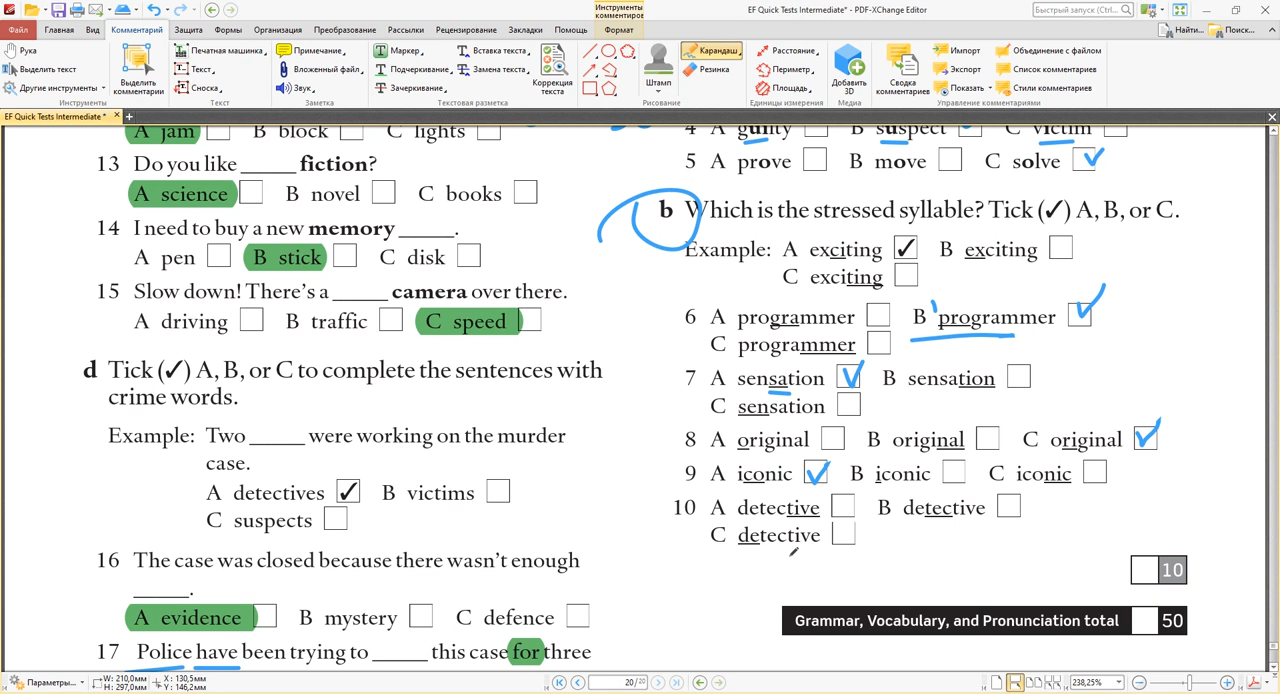 EF Quick Tests Intermediate* - PDF-XChange Editor
Инструменты комментирс
Быстрый запуск (Ctrl...
Файл Главная Вид Комментарий Защита Формы Организация Преобразование Рассылки Рецензирование Закладки Помощь Формат
Найти... Поиск...
Рука
Выделить текст
Другие инструменты
Инструменты
Выделить комментарии
Печатная машинка
Текст
Сноска
Текст
Примечание
Вложенный файл
Звук
Заметка
Маркер
Подчеркивание
Зачеркивание
Вставка текста
Замена текста
Коррекция текста
Текстовая разметка
Штамп
Карандаш
Резинка
Рисование
Расстояние
Периметр
Площадь
Единицы измерения
Добавить 3D
Медиа
Сводка комментариев
Импорт
Экспорт
Показать
Объединение с файлом
Список комментариев
Стили комментариев
Управление комментариями
EF Quick Tests Intermediate *
A jam B block C lights
13 Do you like _____ fiction?
A science B novel C books
14 I need to buy a new memory _____.
A pen B stick C disk
15 Slow down! There's a _____ camera over there.
A driving B traffic C speed
d Tick (✓) A, B, or C to complete the sentences with
crime words.
Example: Two _____ were working on the murder
case.
A detectives ✓ B victims
C suspects
16 The case was closed because there wasn't enough
_____.
A evidence B mystery C defence
17 Police have been trying to _____ this case for three
4 A guilty B suspect C victim
5 A prove B move C solve
b Which is the stressed syllable? Tick (✓) A, B, or C.
Example: A exciting ✓ B exciting
C exciting
6 A programmer B programmer
C programmer
7 A sensation B sensation
C sensation
8 A original B original C original
9 A iconic B iconic C iconic
10 A detective B detective
C detective
10
Grammar, Vocabulary, and Pronunciation total 50
Параметры...
W: 210,0мм
H: 297,0мм
X: 130,5мм
Y: 146,2мм
20/20
238,25%